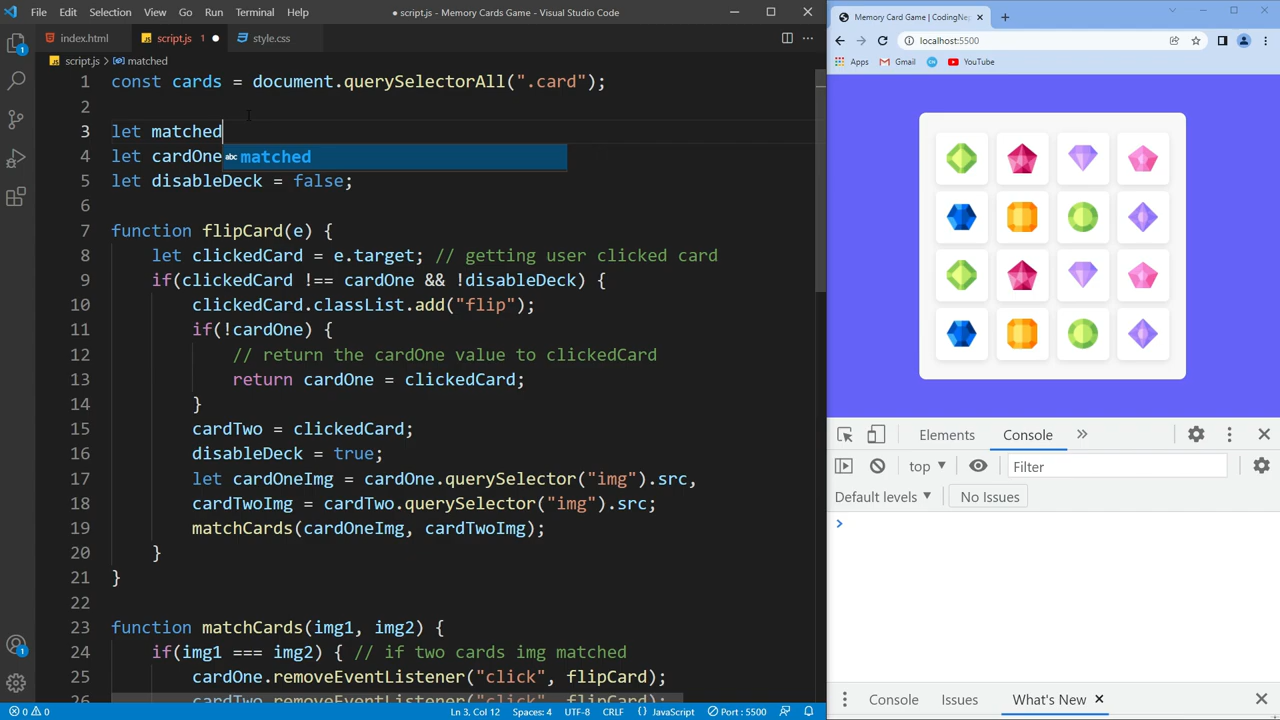 File Edit Selection View Go Run Terminal Help
● script.js - Memory Cards Game - Visual Studio Code
index.html
script.js 1 ●
style.css
script.js > matched
1 const cards = document.querySelectorAll(".card");
2
3 let matched
abc matched
4 let cardOne
5 let disableDeck = false;
6
7 function flipCard(e) {
8 let clickedCard = e.target; // getting user clicked card
9 if(clickedCard !== cardOne && !disableDeck) {
10 clickedCard.classList.add("flip");
11 if(!cardOne) {
12 // return the cardOne value to clickedCard
13 return cardOne = clickedCard;
14 }
15 cardTwo = clickedCard;
16 disableDeck = true;
17 let cardOneImg = cardOne.querySelector("img").src,
18 cardTwoImg = cardTwo.querySelector("img").src;
19 matchCards(cardOneImg, cardTwoImg);
20 }
21 }
22
23 function matchCards(img1, img2) {
24 if(img1 === img2) { // if two cards img matched
25 cardOne.removeEventListener("click", flipCard);
26 cardTwo.removeEventListener("click", flipCard);
1
1
0 0
Ln 3, Col 12 Spaces: 4 UTF-8 CRLF {} JavaScript Port : 5500
Memory Card Game | CodingNe
localhost:5500
Apps Gmail YouTube
Elements Console »
top Filter
Default levels No Issues
Console Issues What's New